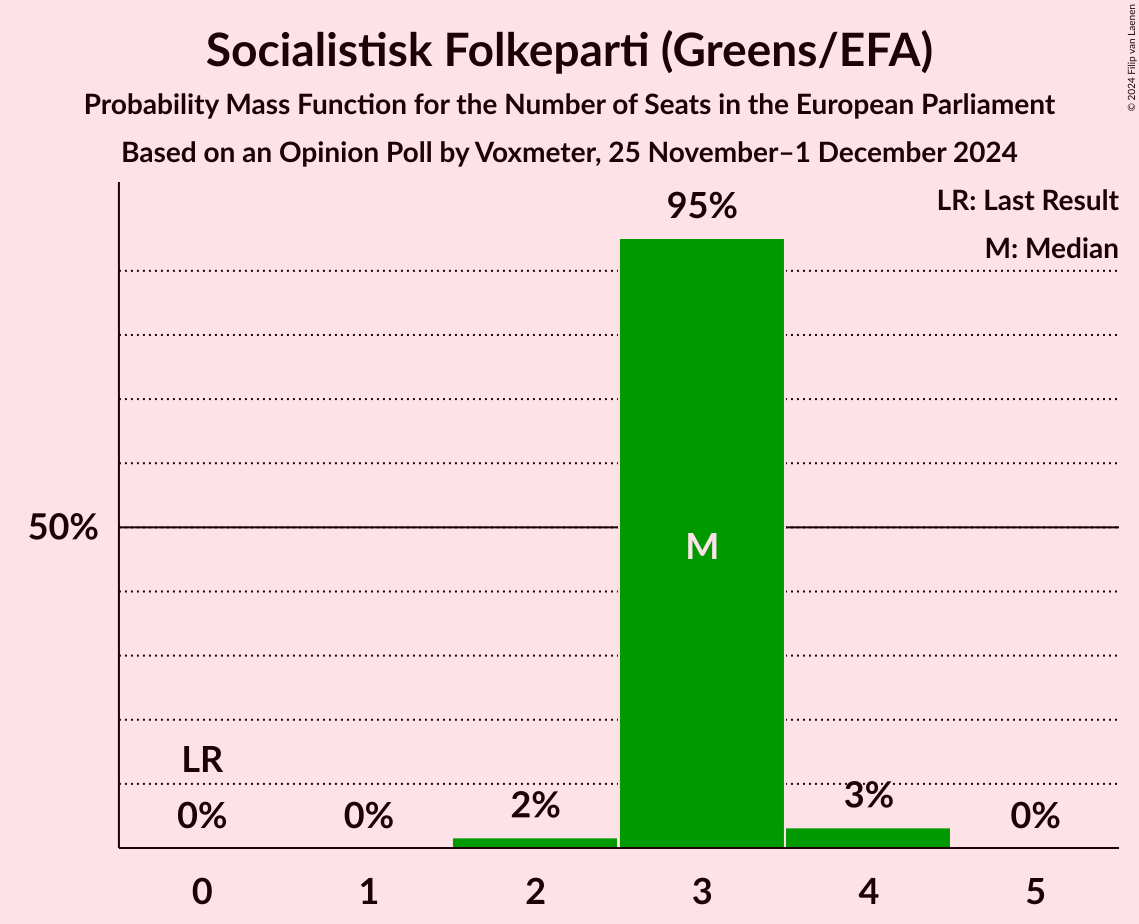 Socialistisk Folkeparti (Greens/EFA)
Probability Mass Function for the Number of Seats in the European Parliament
Based on an Opinion Poll by Voxmeter, 25 November–1 December 2024
© 2024 Filip van Laenen
LR: Last Result
M: Median
95%
50%
M
LR
0%
0%
2%
3%
0%
0
1
2
3
4
5